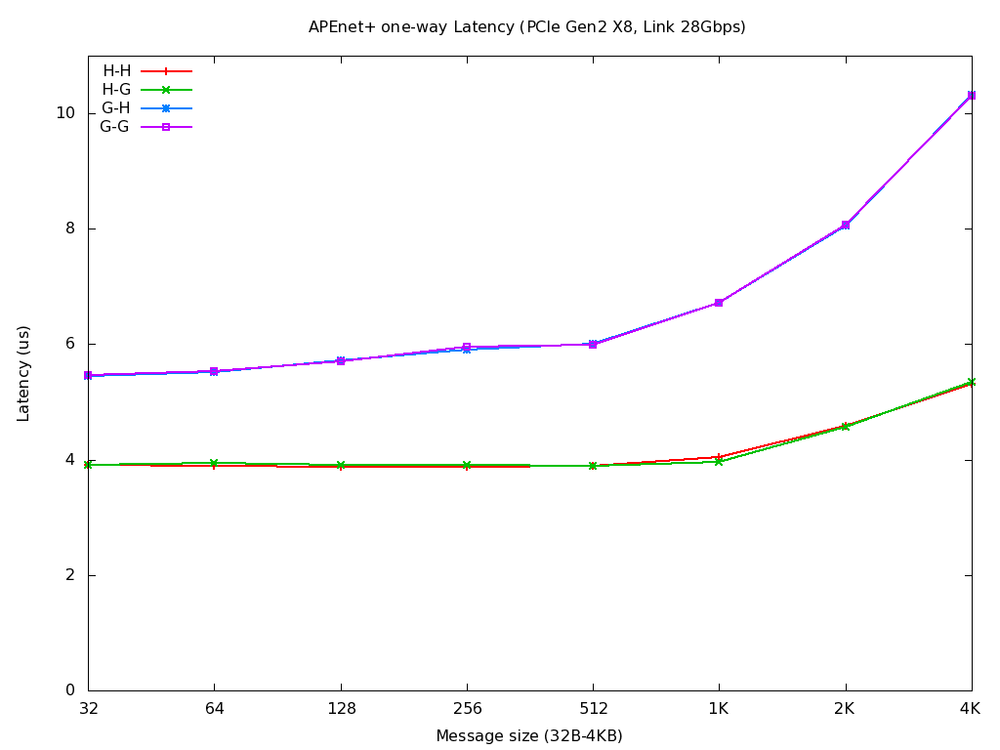 APEnet+ one-way Latency (PCIe Gen2 X8, Link 28Gbps)
H-H
H-G
G-H
G-G
10
8
6
4
2
0
Latency (us)
32 64 128 256 512 1K 2K 4K
Message size (32B-4KB)